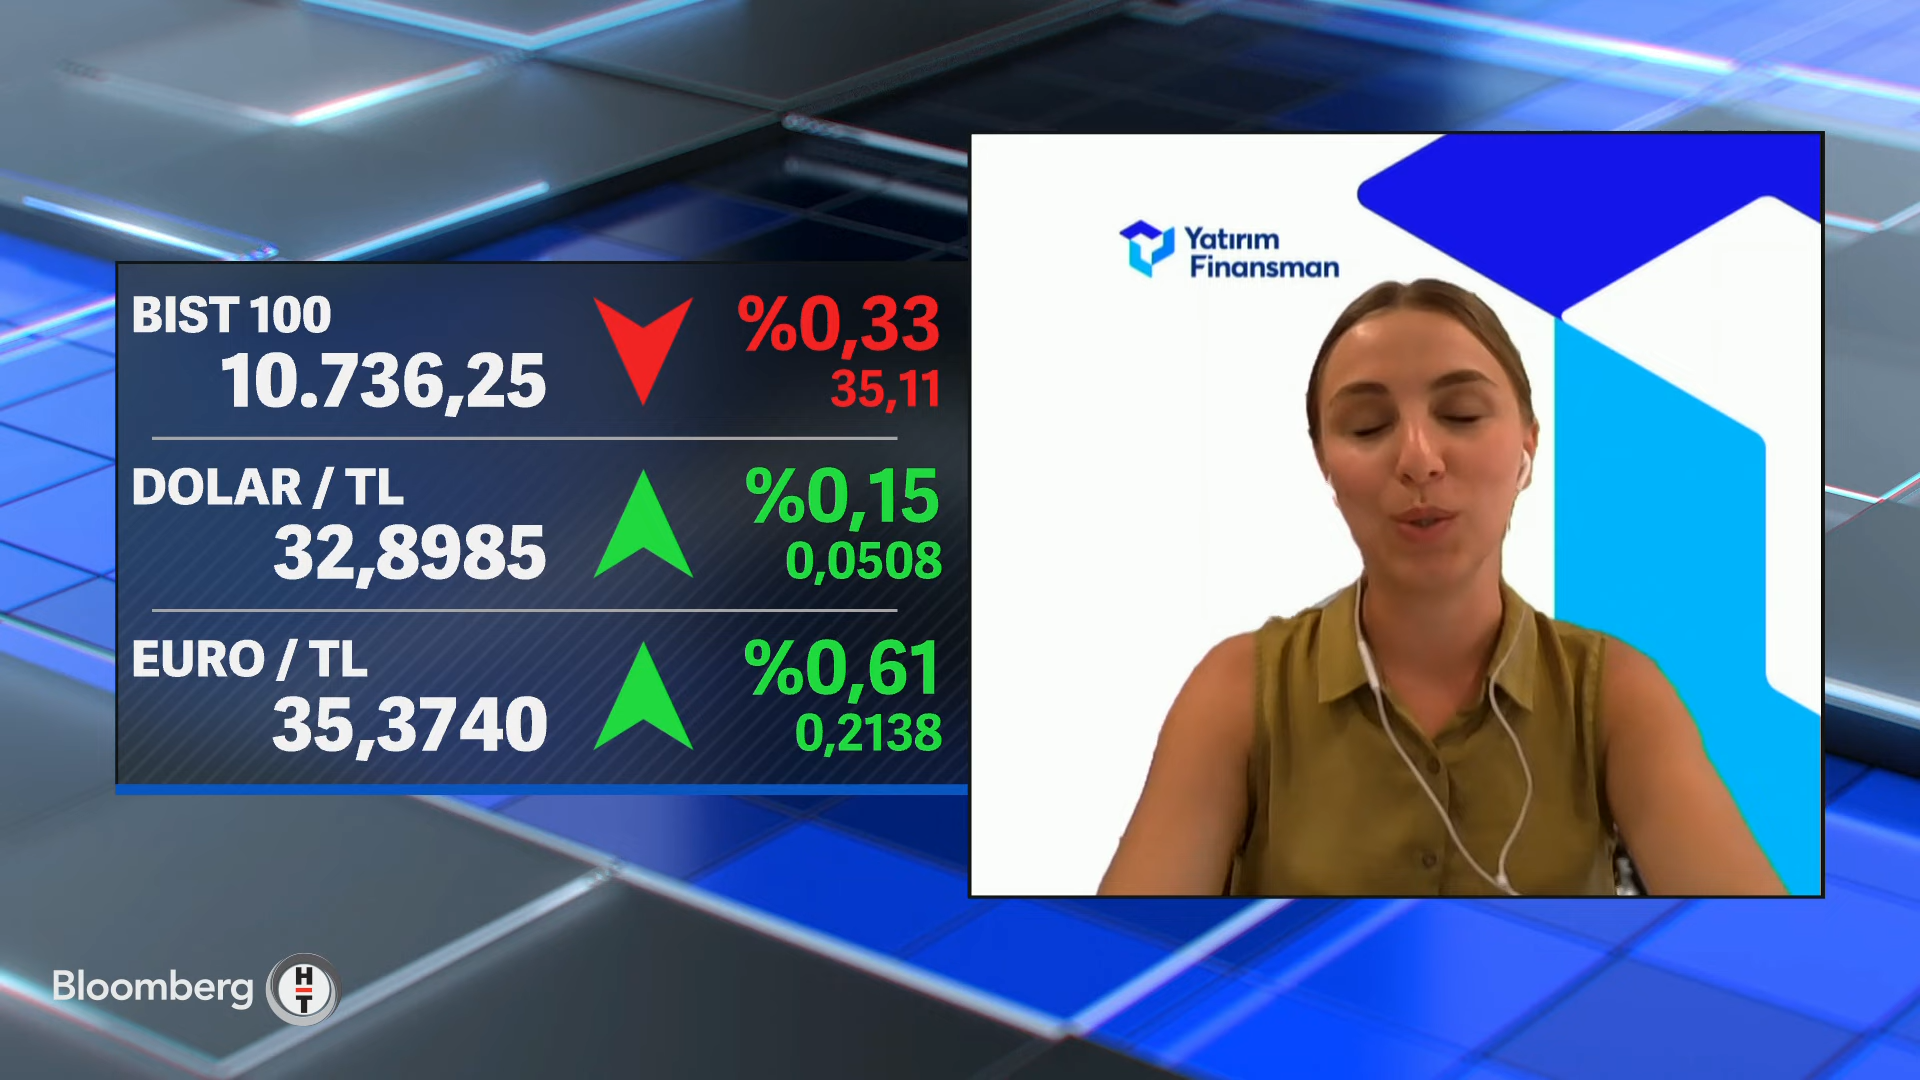 BIST 100
10.736,25
%0,33
35,11
DOLAR / TL
32,8985
%0,15
0,0508
EURO / TL
35,3740
%0,61
0,2138
Yatırım
Finansman
Bloomberg HT